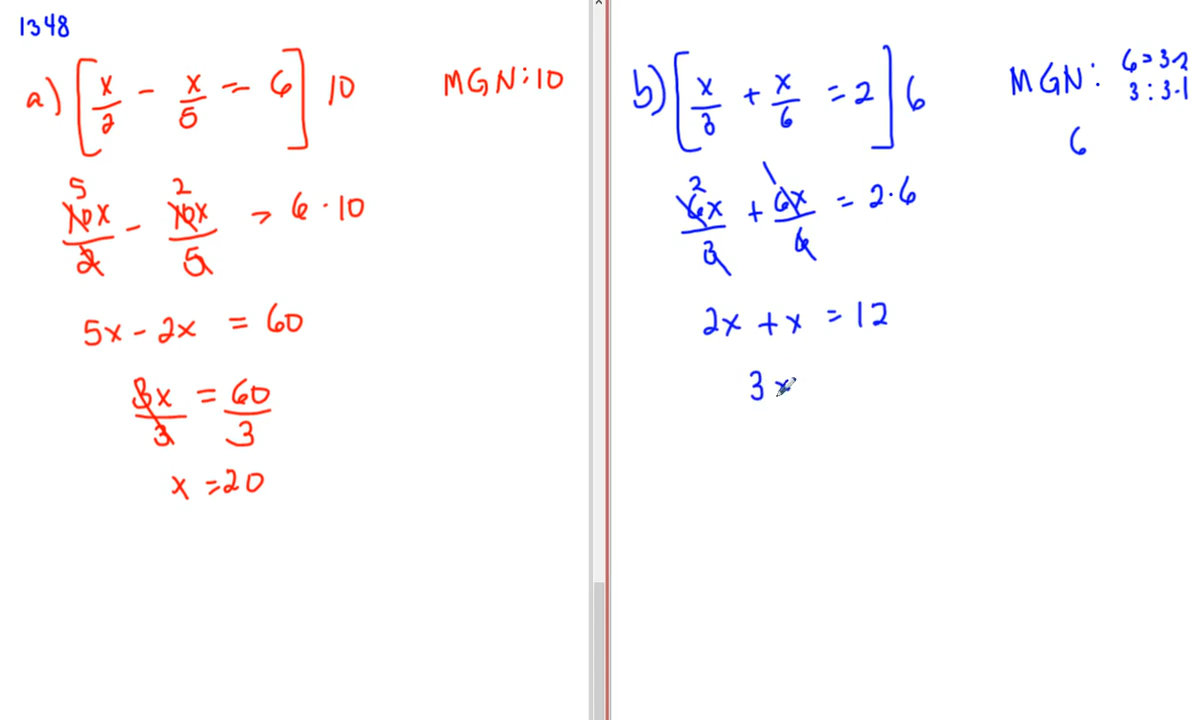 1348
a) [x/2 - x/5 = 6] 10 MGN: 10
5 2
10x/2 - 10x/5 = 6 · 10
5x - 2x = 60
3x/3 = 60/3
x = 20
b) [x/3 + x/6 = 2] 6 MGN: 6 = 3·2
3 : 3·1
6
2 1
6x/3 + 6x/6 = 2·6
2x + x = 12
3x